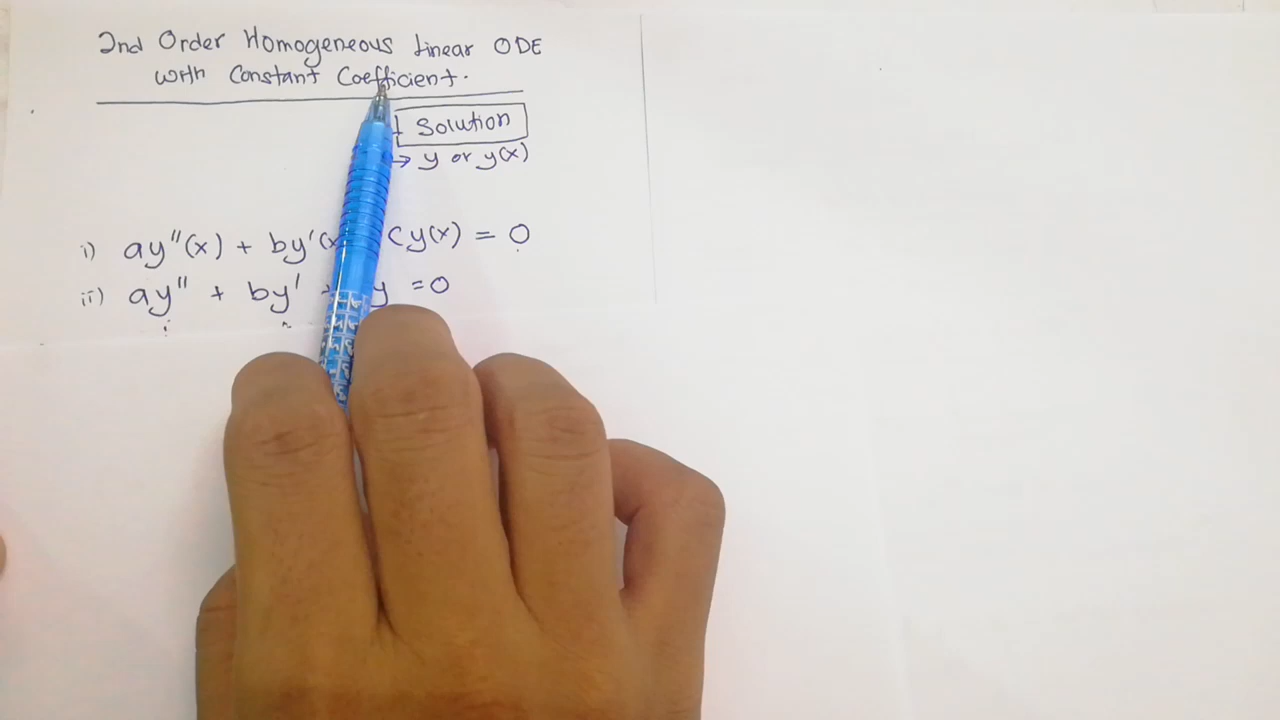 2nd Order Homogeneous Linear ODE
with Constant Coefficient.
Solution
→ y or y(x)
i) ay''(x) + by'(x cy(x) = 0
ii) ay'' + by' + y = 0